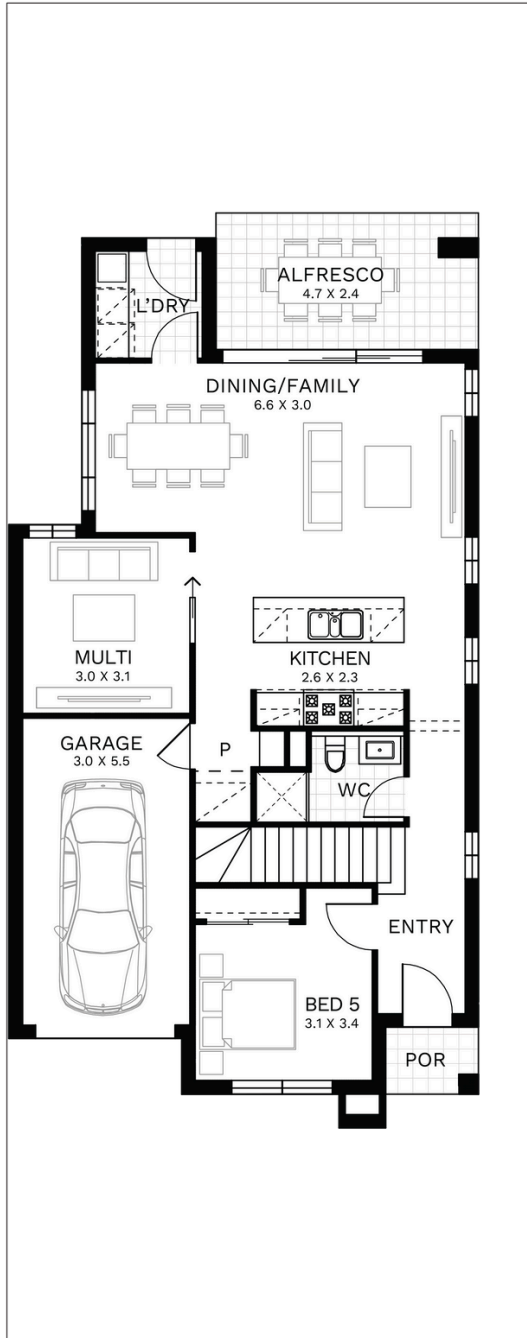 ALFRESCO
4.7 X 2.4
L'DRY
DINING/FAMILY
6.6 X 3.0
MULTI
3.0 X 3.1
KITCHEN
2.6 X 2.3
GARAGE
3.0 X 5.5
P
WC
ENTRY
BED 5
3.1 X 3.4
POR